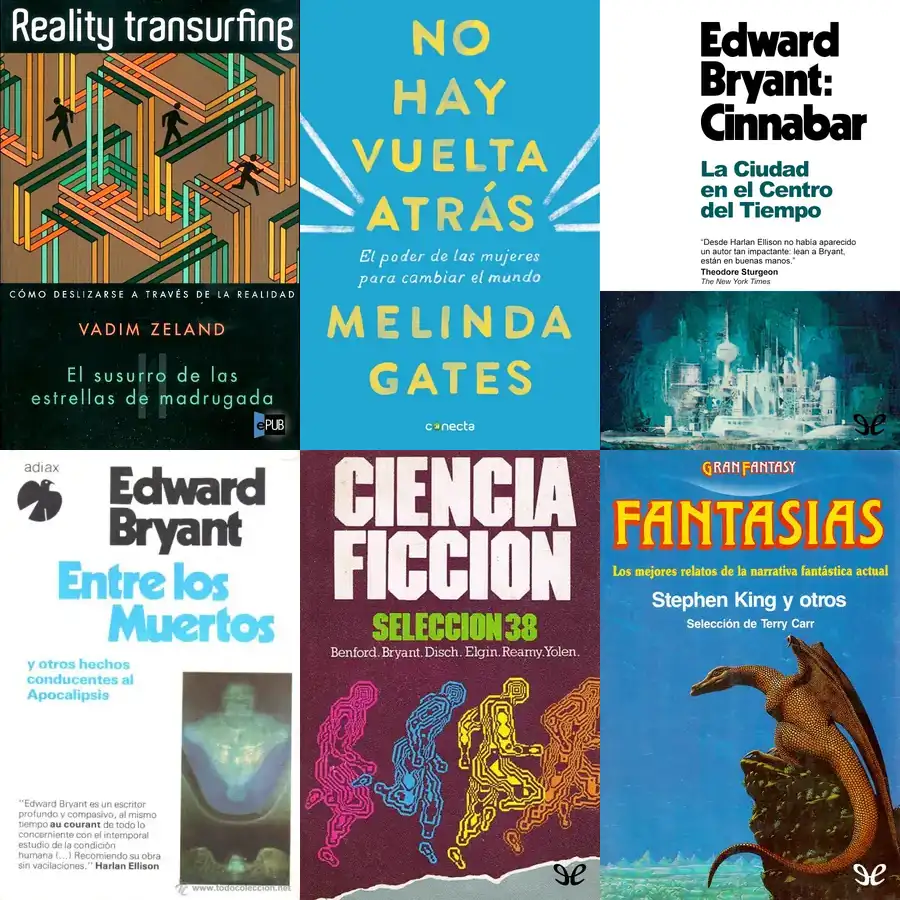 Reality transurfing
CÓMO DESLIZARSE A TRAVÉS DE LA REALIDAD
VADIM ZELAND
II
El susurro de las
estrellas de madrugada
ePUB
NO
HAY
VUELTA
ATRÁS
El poder de las mujeres
para cambiar el mundo
MELINDA
GATES
conecta
Edward
Bryant:
Cinnabar
La Ciudad
en el Centro
del Tiempo
"Desde Harlan Ellison no había aparecido
un autor tan impactante: lean a Bryant,
están en buenas manos."
Theodore Sturgeon
The New York Times
adiax
Edward
Bryant
Entre los
Muertos
y otros hechos
conducentes al
Apocalipsis
"Edward Bryant es un escritor
profundo y compasivo, al mismo
tiempo au courant de todo lo
concerniente con el intemporal
estudio de la condición
humana (...) Recomiendo su obra
sin vacilaciones." Harlan Ellison
www.todocoleccion.net
CIENCIA
FICCION
SELECCION 38
Benford. Bryant. Disch. Elgin. Reamy. Yolen.
GRAN FANTASY
FANTASIAS
Los mejores relatos de la narrativa fantástica actual
Stephen King y otros
Selección de Terry Carr